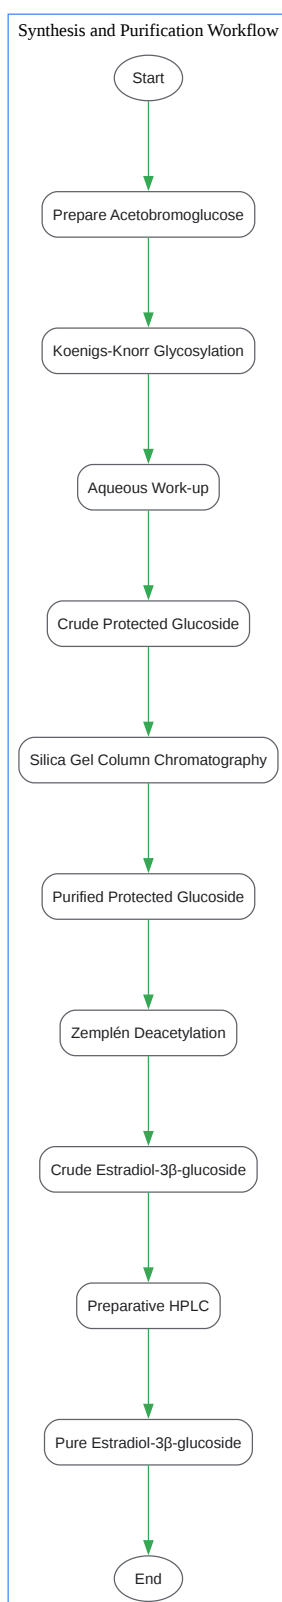 Synthesis and Purification Workflow
Start
Prepare Acetobromoglucose
Koenigs-Knorr Glycosylation
Aqueous Work-up
Crude Protected Glucoside
Silica Gel Column Chromatography
Purified Protected Glucoside
Zemplén Deacetylation
Crude Estradiol-3β-glucoside
Preparative HPLC
Pure Estradiol-3β-glucoside
End